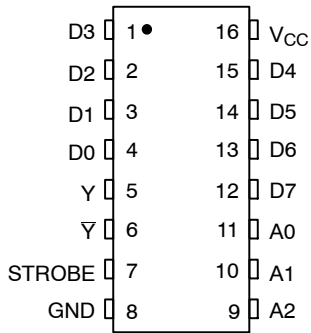 D3 1 16 V_CC
D2 2 15 D4
D1 3 14 D5
D0 4 13 D6
Y 5 12 D7
Y̅ 6 11 A0
STROBE 7 10 A1
GND 8 9 A2